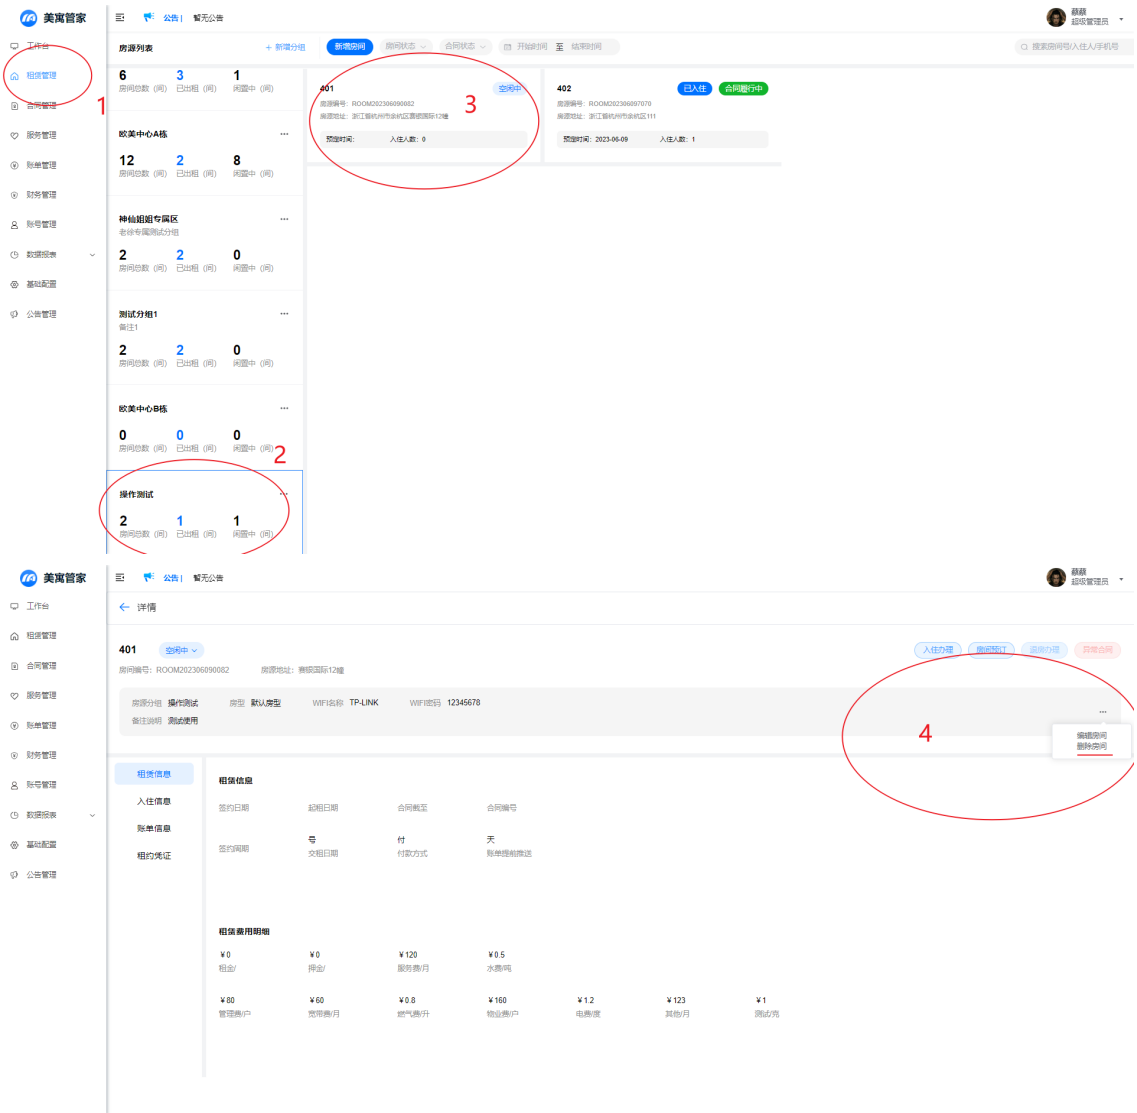 美寓管家
公告 | 暂无公告
蔡蔡
超级管理员
工作台
租赁管理
合同管理
服务管理
账单管理
财务管理
账号管理
数据报表
基础配置
公告管理
1
房源列表 + 新增分组
6 3 1
房间总数（间） 已出租（间） 闲置中（间）
欧美中心A栋 ...
12 2 8
房间总数（间） 已出租（间） 闲置中（间）
神仙姐姐专属区 ...
老徐专属测试分组
2 2 0
房间总数（间） 已出租（间） 闲置中（间）
测试分组1 ...
备注1
2 2 0
房间总数（间） 已出租（间） 闲置中（间）
欧美中心B栋 ...
0 0 0
房间总数（间） 已出租（间） 闲置中（间）
2
操作测试 ...
2 1 1
房间总数（间） 已出租（间） 闲置中（间）
新增房间 房间状态 合同状态 开始时间 至 结束时间 搜索房间号/入住人/手机号
401 空闲中
房源编号：ROOM202306090082
房源地址：浙江省杭州市余杭区赛银国际12幢
预定时间： 入住人数：0
3
402 已入住 合同履行中
房源编号：ROOM202306097070
房源地址：浙江省杭州市余杭区111
预定时间：2023-06-09 入住人数：1
美寓管家
公告 | 暂无公告
蔡蔡
超级管理员
工作台
租赁管理
合同管理
服务管理
账单管理
财务管理
账号管理
数据报表
基础配置
公告管理
← 详情
401 空闲中 入住办理 房间预订 退房办理 异常合同
房间编号：ROOM202306090082 房源地址：赛银国际12幢
房源分组 操作测试 房型 默认房型 WIFI名称 TP-LINK WIFI密码 12345678
备注说明 测试使用
...
4
编辑房间
删除房间
租赁信息
入住信息
账单信息
租约凭证
租赁信息
签约日期 起租日期 合同截至 合同编号
号 付 天
签约周期 交租日期 付款方式 账单提前推送
租赁费用明细
¥0 ¥0 ¥120 ¥0.5
租金/ 押金/ 服务费/月 水费/吨
¥80 ¥60 ¥0.8 ¥160 ¥1.2 ¥123 ¥1
管理费/户 宽带费/月 燃气费/升 物业费/户 电费/度 其他/月 测试/克